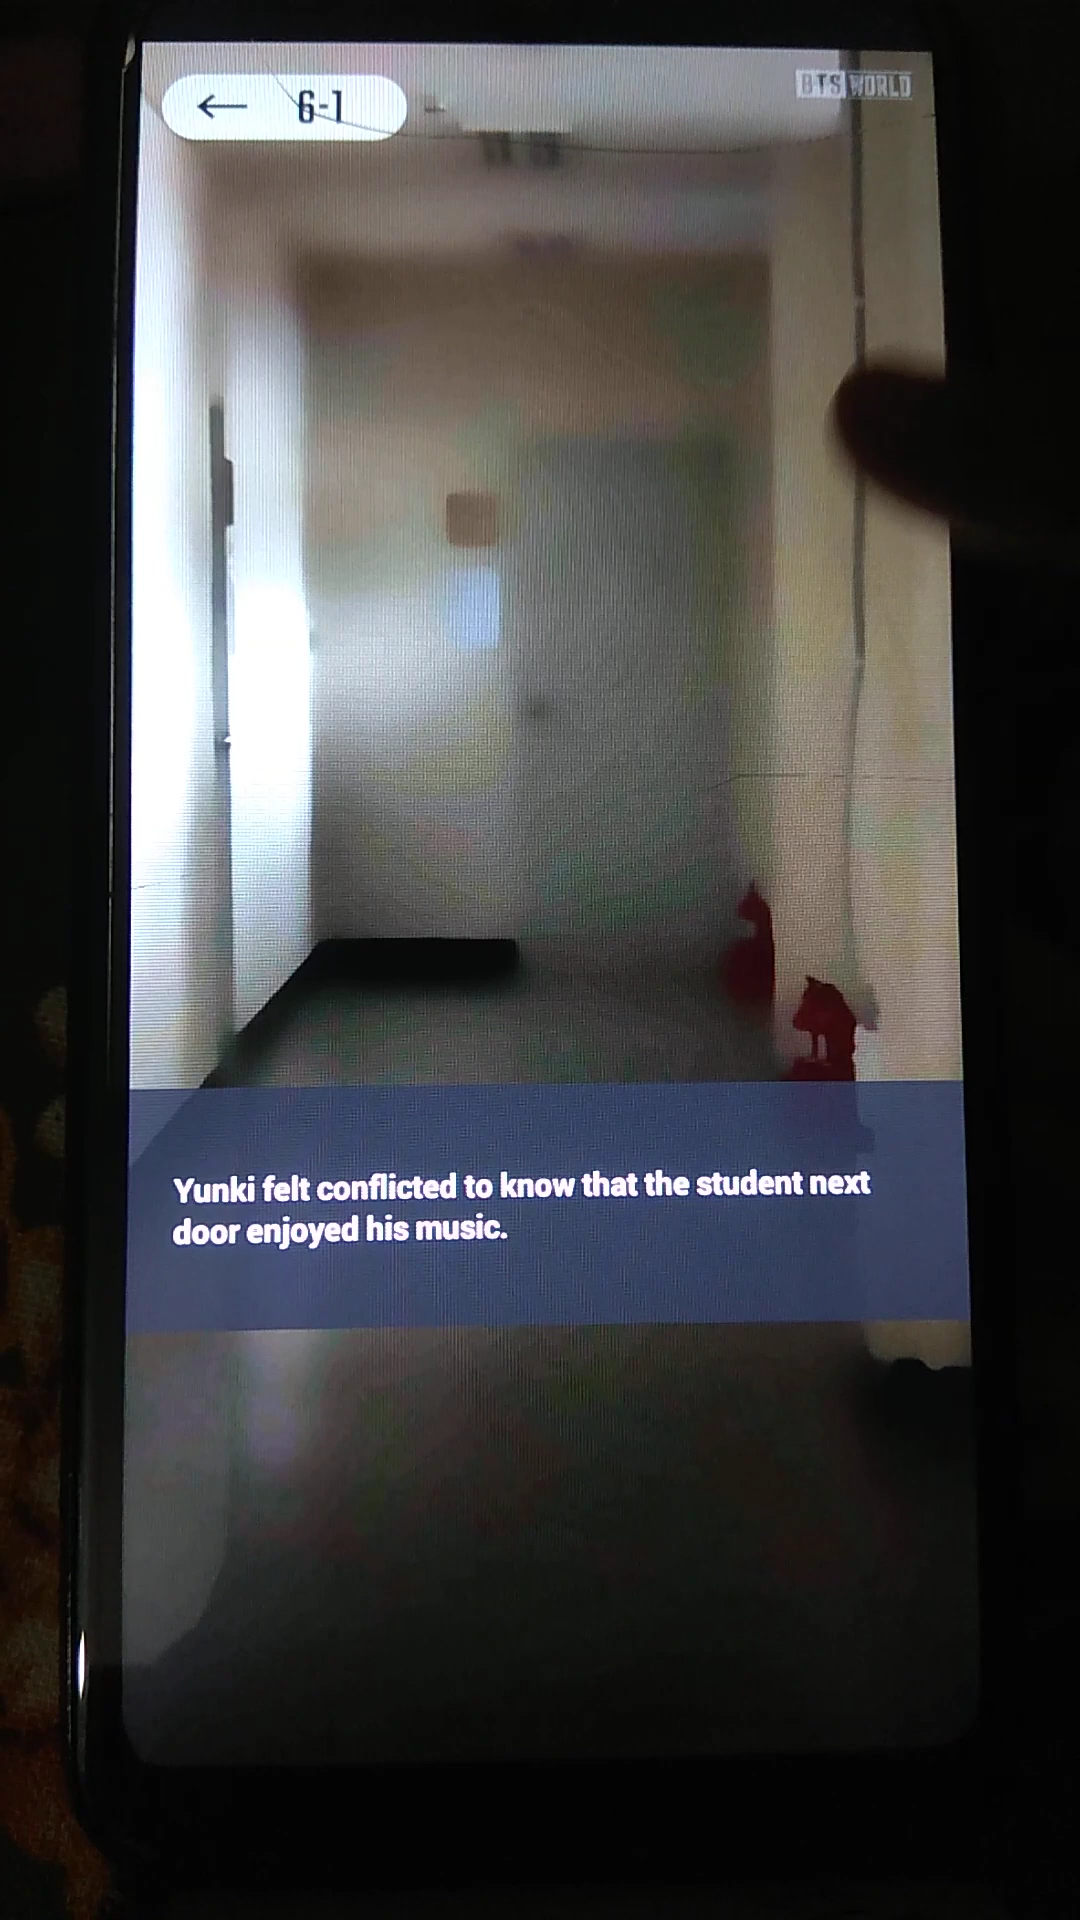 6-1
BTS WORLD
Yunki felt conflicted to know that the student next
door enjoyed his music.